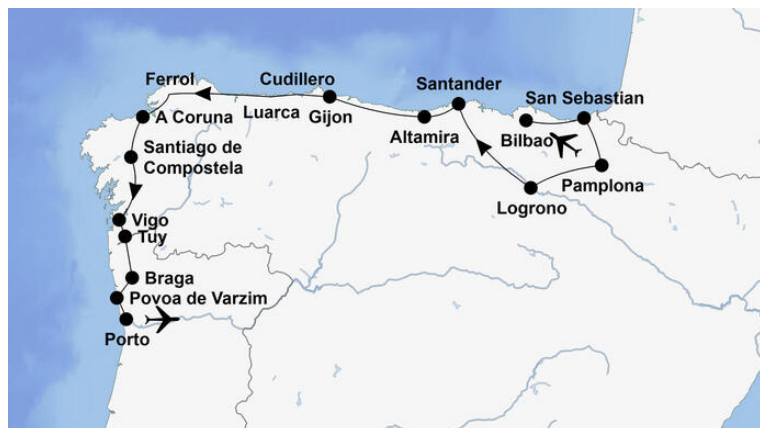 Ferrol
Cudillero
Santander
San Sebastian
A Coruna
Luarca
Gijon
Altamira
Bilbao
Santiago de
Compostela
Pamplona
Logrono
Vigo
Tuy
Braga
Povoa de Varzim
Porto